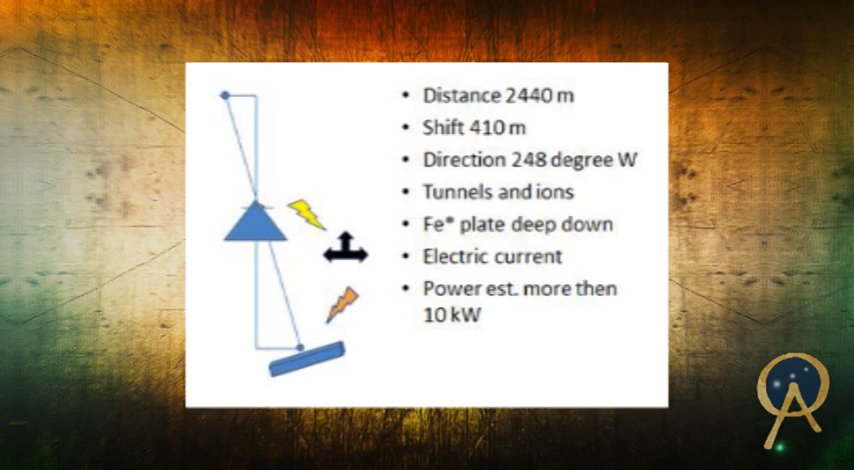 • Distance 2440 m
• Shift 410 m
• Direction 248 degree W
• Tunnels and ions
• Fe* plate deep down
• Electric current
• Power est. more then
10 kW